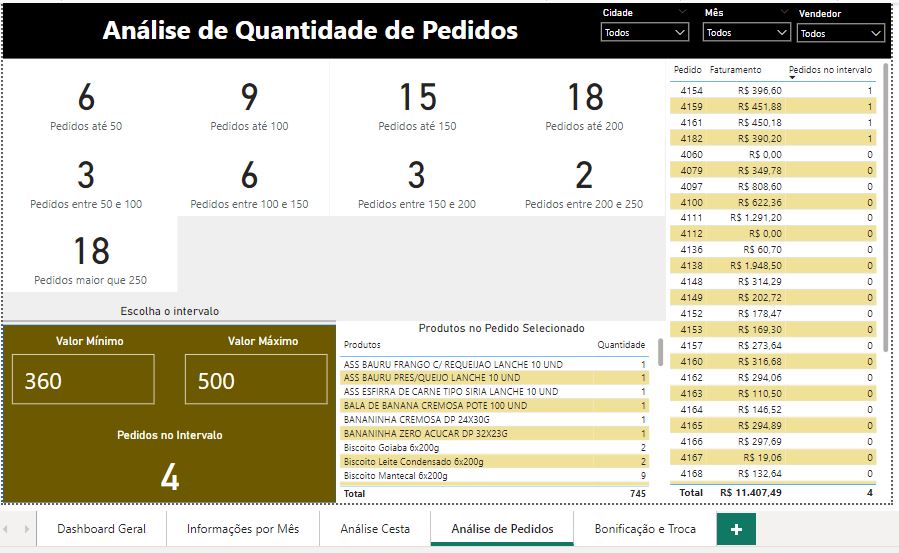 Análise de Quantidade de Pedidos
Cidade
Todos
Mês
Todos
Vendedor
Todos
6
Pedidos até 50
9
Pedidos até 100
15
Pedidos até 150
18
Pedidos até 200
3
Pedidos entre 50 e 100
6
Pedidos entre 100 e 150
3
Pedidos entre 150 e 200
2
Pedidos entre 200 e 250
18
Pedidos maior que 250
Escolha o intervalo
Valor Mínimo
360
Valor Máximo
500
Pedidos no Intervalo
4
Produtos no Pedido Selecionado
Produtos Quantidade
ASS BAURU FRANGO C/ REQUEIJAO LANCHE 10 UND 1
ASS BAURU PRES/QUEIJO LANCHE 10 UND 1
ASS ESFIRRA DE CARNE TIPO SIRIA LANCHE 10 UND 1
BALA DE BANANA CREMOSA POTE 100 UND 1
BANANINHA CREMOSA DP 24X30G 1
BANANINHA ZERO ACUCAR DP 32X23G 1
Biscoito Goiaba 6x200g 2
Biscoito Leite Condensado 6x200g 2
Biscoito Mantecal 6x200g 9
Total 745
Pedido Faturamento Pedidos no intervalo
4154 R$ 396,60 1
4159 R$ 451,88 1
4161 R$ 450,18 1
4182 R$ 390,20 1
4060 R$ 0,00 0
4079 R$ 349,78 0
4097 R$ 808,60 0
4100 R$ 622,36 0
4111 R$ 1.291,20 0
4112 R$ 0,00 0
4136 R$ 60,70 0
4138 R$ 1.948,50 0
4148 R$ 314,29 0
4149 R$ 202,72 0
4152 R$ 178,47 0
4153 R$ 169,30 0
4157 R$ 273,64 0
4160 R$ 316,68 0
4162 R$ 294,06 0
4163 R$ 110,50 0
4164 R$ 146,52 0
4165 R$ 294,89 0
4166 R$ 297,69 0
4167 R$ 19,06 0
4168 R$ 132,64 0
Total R$ 11.407,49 4
Dashboard Geral
Informações por Mês
Análise Cesta
Análise de Pedidos
Bonificação e Troca
+